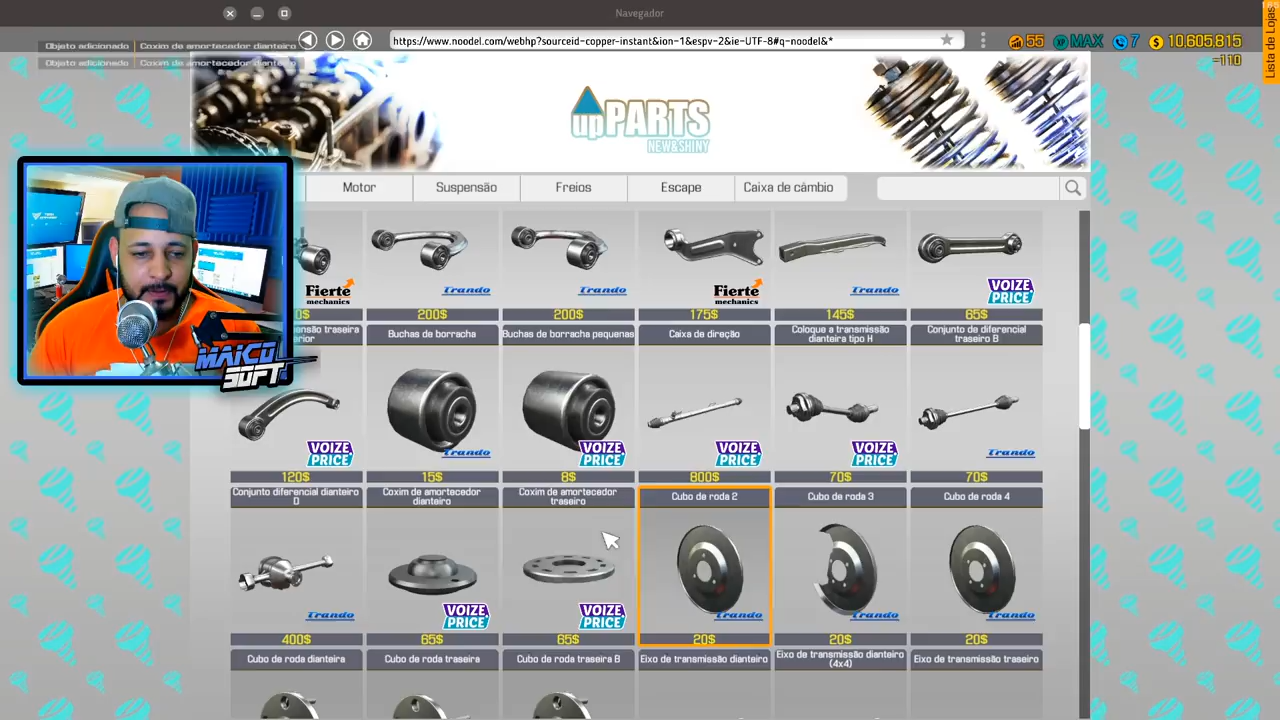 Navegador
Lista de Lojas
https://www.noodel.com/webhp?sourceid-copper-instant&ion-1&espv-2&ie-UTF-8#q-noodel&*
55 MAX 7 $ 10,605,815
-110
Objeto adicionado Coxim de amortecedor dianteiro
Objeto adicionado Coxim de amortecedor dianteiro
upPARTS
NEW&SHINY
Motor Suspensão Freios Escape Caixa de câmbio
Fierte mechanics Trando Trando Fierte mechanics Trando VOIZE PRICE
0$ 200$ 200$ 175$ 145$ 65$
MAICO SOFT
Buchas de borracha
Buchas de borracha pequenas
Caixa de direção
Coloque a transmissão dianteira tipo H
Conjunto de diferencial traseiro B
VOIZE PRICE Trando VOIZE PRICE VOIZE PRICE VOIZE PRICE Trando
120$ 15$ 8$ 800$ 70$ 70$
Conjunto diferencial dianteiro D
Coxim de amortecedor dianteiro
Coxim de amortecedor traseiro
Cubo de roda 2
Cubo de roda 3
Cubo de roda 4
Trando VOIZE PRICE VOIZE PRICE Trando Trando Trando
400$ 65$ 65$ 20$ 20$ 20$
Cubo de roda dianteira
Cubo de roda traseira
Cubo de roda traseira B
Eixo de transmissão dianteiro
Eixo de transmissão dianteiro (4x4)
Eixo de transmissão traseiro